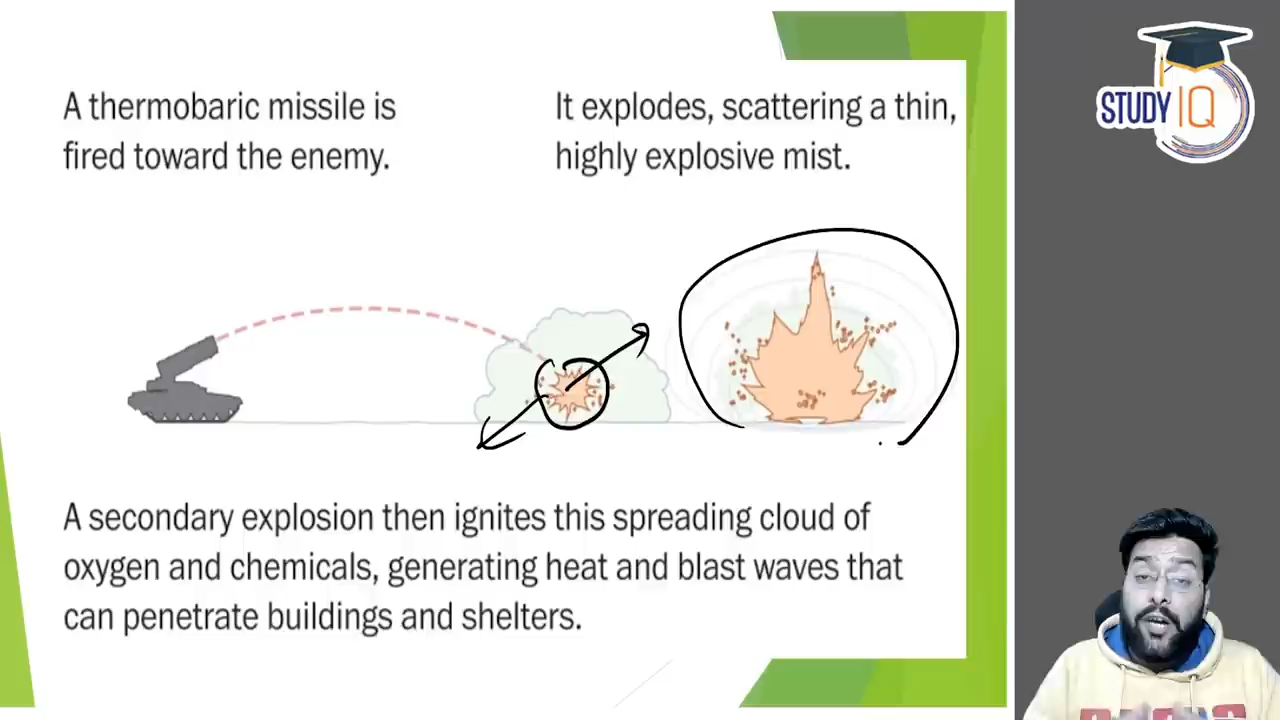 A thermobaric missile is
fired toward the enemy.
It explodes, scattering a thin,
highly explosive mist.
STUDY IQ
A secondary explosion then ignites this spreading cloud of
oxygen and chemicals, generating heat and blast waves that
can penetrate buildings and shelters.